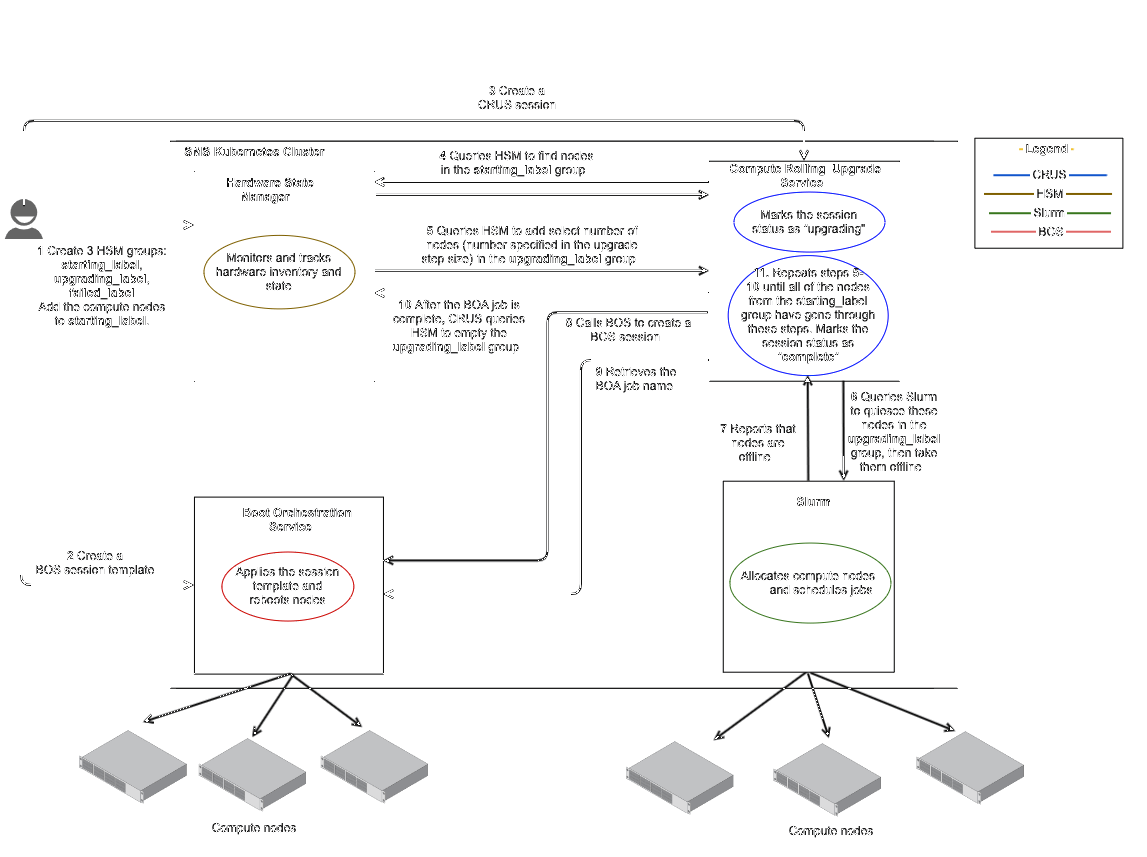 3 Create a
CRUS session
SMS Kubernetes Cluster
Hardware State
Manager
4 Queries HSM to find nodes
in the starting_label group
Compute Rolling Upgrade
Service
Legend
CRUS
HSM
Slurm
BOS
Marks the session
status as "upgrading"
1 Create 3 HSM groups:
starting_label,
upgrading_label,
failed_label
Add the compute nodes
to starting_label.
Monitors and tracks
hardware inventory and
state
5 Queries HSM to add select number of
nodes (number specified in the upgrade
step size) in the upgrading_label group
11. Repeats steps 5-
10 until all of the nodes
from the starting_label
group have gone through
these steps. Marks the
session status as
"complete"
10 After the BOA job is
complete, CRUS queries
HSM to empty the
upgrading_label group
8 Calls BOS to create a
BOS session
9 Retrieves the
BOA job name
7 Reports that
nodes are
offline
6 Queries Slurm
to quiesce these
nodes in the
upgrading_label
group, then take
them offline
Boot Orchestration
Service
Slurm
2 Create a
BOS session template
Applies the session
template and
reboots nodes
Allocates compute nodes
and schedules jobs
Compute nodes
Compute nodes